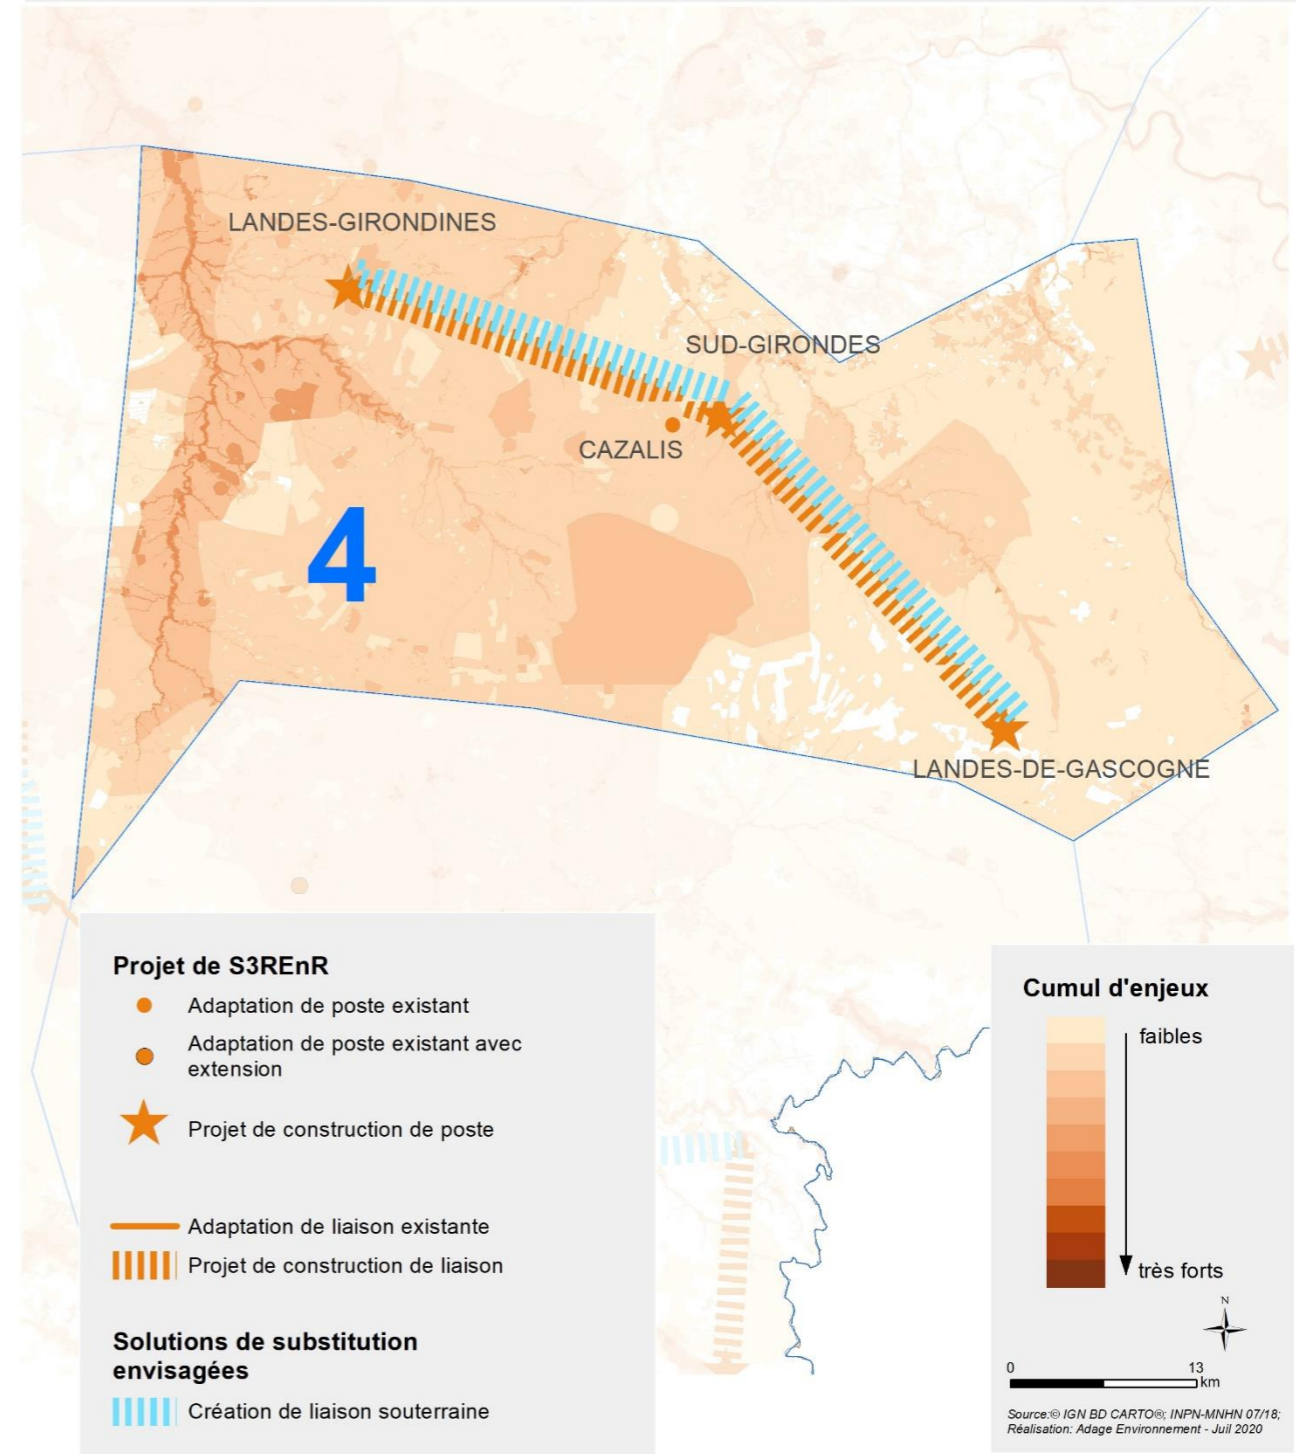 LANDES-GIRONDINES
SUD-GIRONDES
CAZALIS
4
LANDES-DE-GASCOGNE
Projet de S3REnR
Adaptation de poste existant
Adaptation de poste existant avec
extension
Projet de construction de poste
Adaptation de liaison existante
Projet de construction de liaison
Solutions de substitution
envisagées
Création de liaison souterraine
Cumul d'enjeux
faibles
très forts
N
0 13
km
Source:© IGN BD CARTO®; INPN-MNHN 07/18;
Réalisation: Adage Environnement - Juil 2020